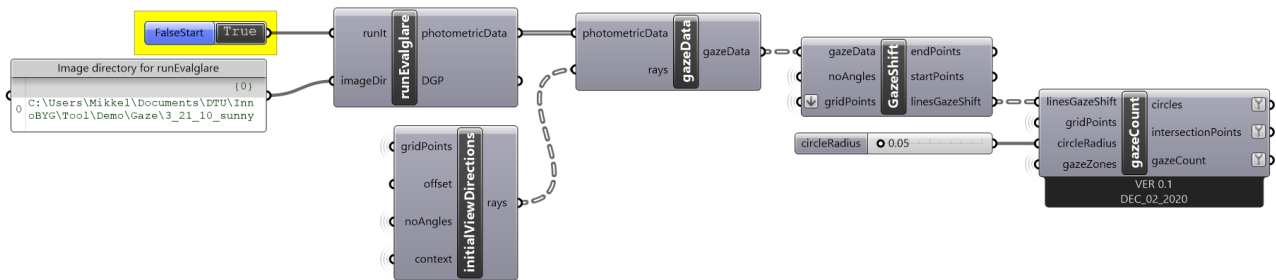 FalseStart True
Image directory for runEvalglare
{0}
0 C:\Users\Mikkel\Documents\DTU\Inn
oBYG\Tool\Demo\Gaze\3_21_10_sunny
runIt
imageDir
runEvalglare
photometricData
DGP
gridPoints
offset
noAngles
context
initialViewDirections
rays
photometricData
rays
gazeData
gazeData
gazeData
noAngles
gridPoints
GazeShift
endPoints
startPoints
linesGazeShift
circleRadius 0.05
linesGazeShift
gridPoints
circleRadius
gazeZones
gazeCount
circles
intersectionPoints
gazeCount
VER 0.1
DEC_02_2020